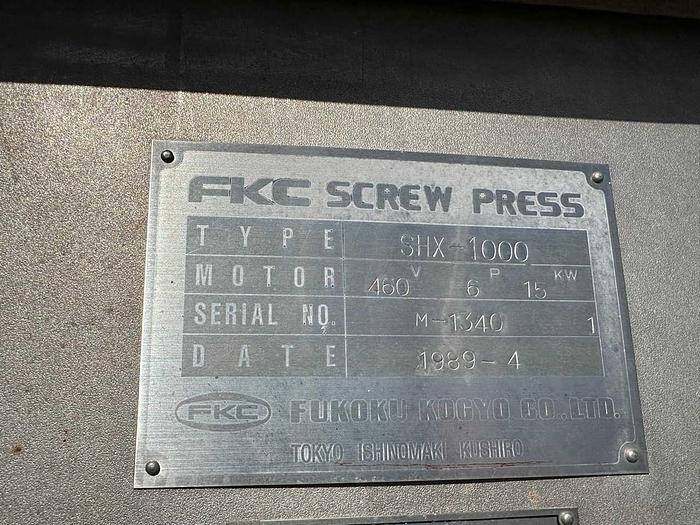 FKC SCREW PRESS
TYPE SHX-1000
MOTOR 460 V 6 P 15 KW
SERIAL NO. M-1340 1
DATE 1989-4
FKC FUKOKU KOGYO CO., LTD.
TOKYO ISHINOMAKI KUSHIRO